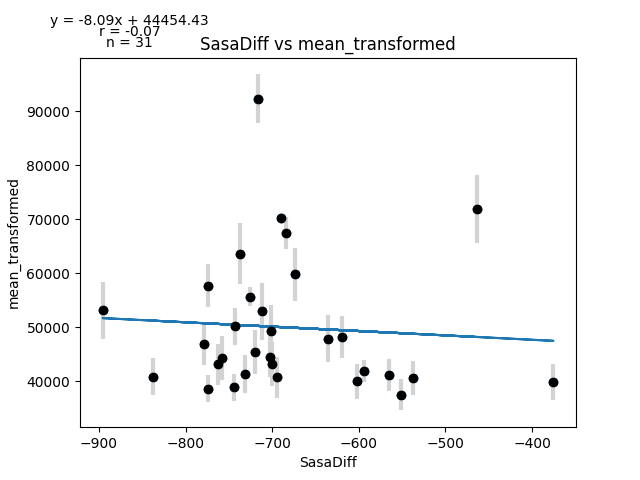 y = -8.09x + 44454.43
r = -0.07
n = 31
SasaDiff vs mean_transformed
mean_transformed
90000
80000
70000
60000
50000
40000
−900
−800
−700
−600
−500
−400
SasaDiff